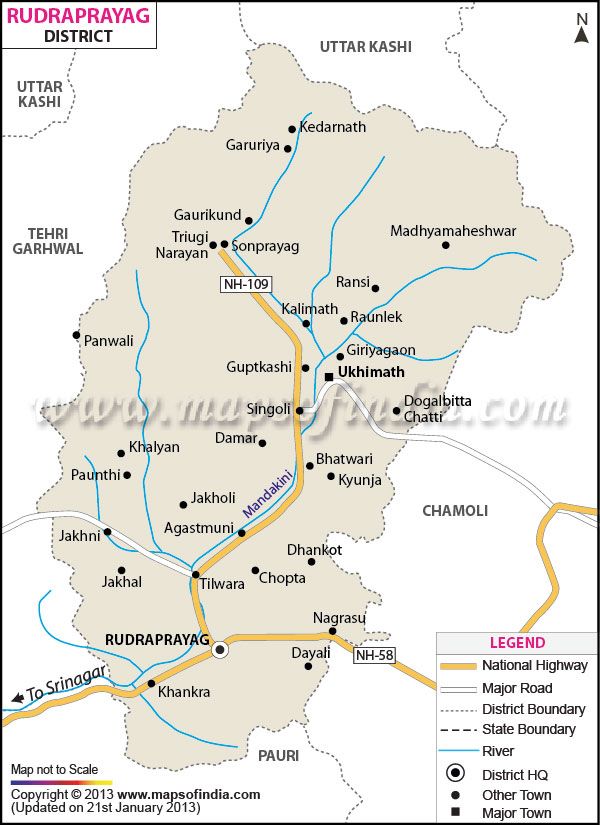 RUDRAPRAYAG
DISTRICT
N
UTTAR KASHI
UTTAR
KASHI
Kedarnath
Garuriya
Gaurikund
Triugi
Narayan
Sonprayag
Madhyamaheshwar
TEHRI
GARHWAL
NH-109
Ransi
Kalimath
Raunlek
Panwali
Giriyagaon
Guptkashi
Ukhimath
www.mapsofindia.com
Singoli
Dogalbitta
Chatti
Damar
Khalyan
Bhatwari
Paunthi
Kyunja
Mandakini
Jakholi
CHAMOLI
Agastmuni
Jakhni
Dhankot
Jakhal
Tilwara
Chopta
Nagrasu
RUDRAPRAYAG
Dayali
NH-58
To Srinagar
Khankra
PAURI
LEGEND
National Highway
Major Road
District Boundary
State Boundary
River
District HQ
Other Town
Major Town
Map not to Scale
Copyright © 2013 www.mapsofindia.com
(Updated on 21st January 2013)